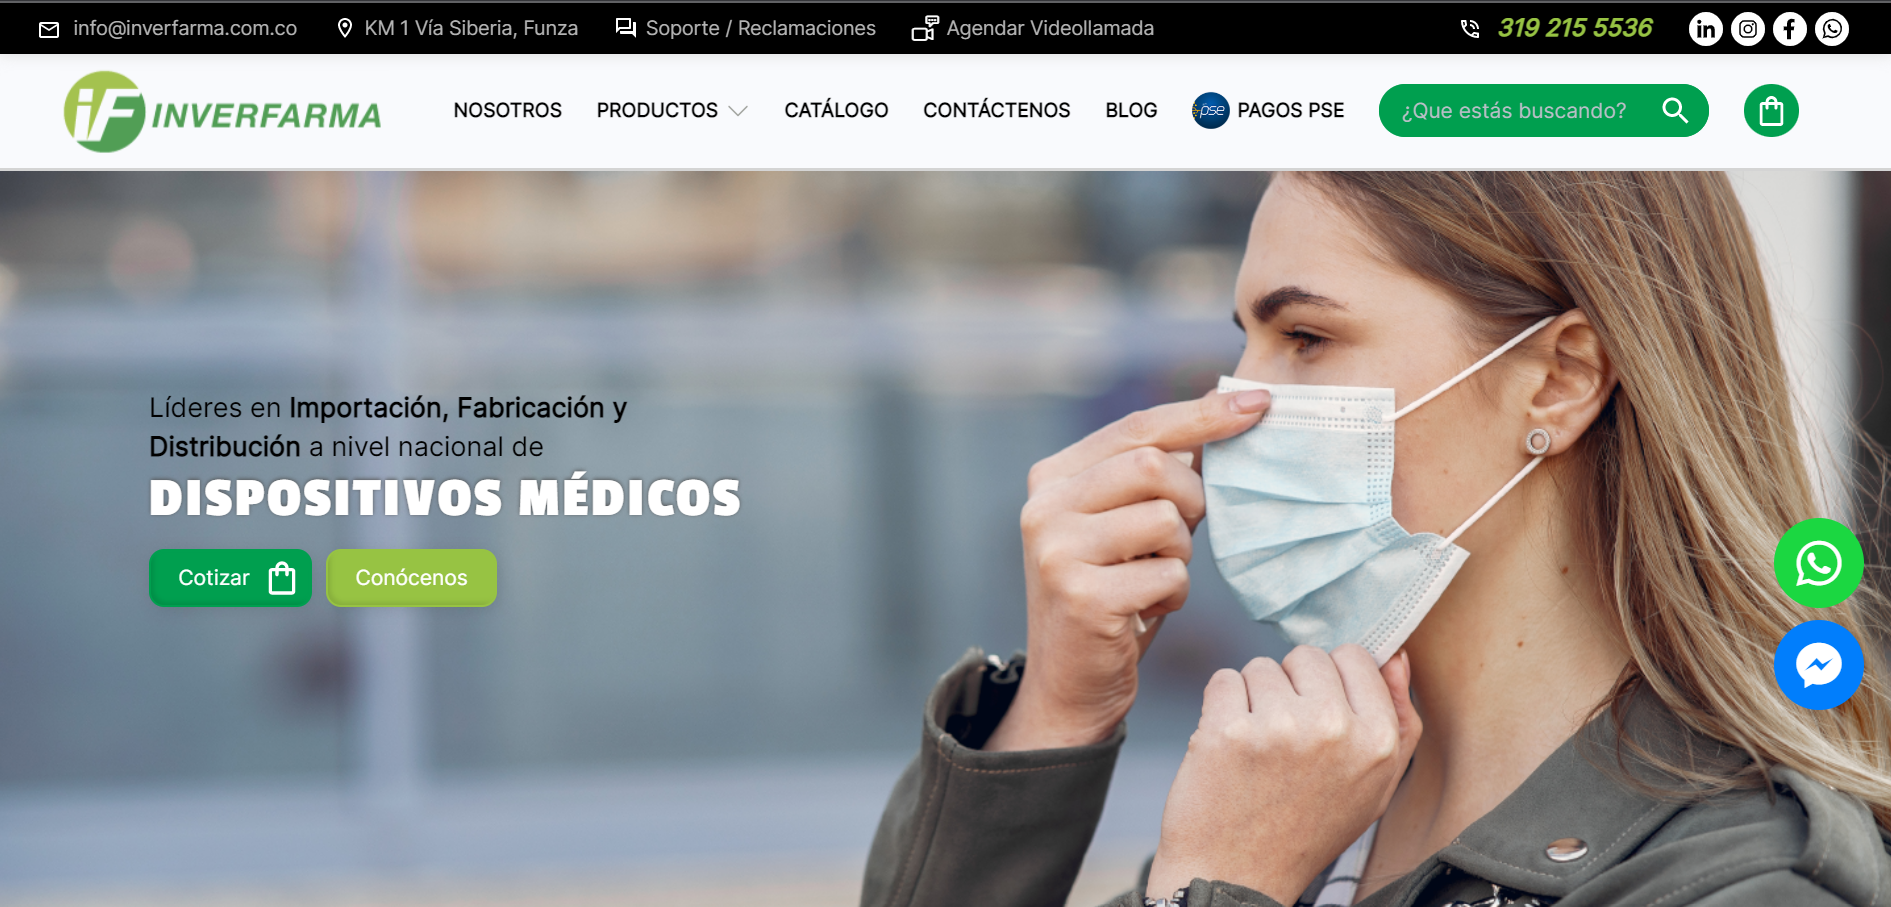 info@inverfarma.com.co
KM 1 Vía Siberia, Funza
Soporte / Reclamaciones
Agendar Videollamada
319 215 5536
iF INVERFARMA
NOSOTROS
PRODUCTOS
CATÁLOGO
CONTÁCTENOS
BLOG
pse PAGOS PSE
¿Que estás buscando?
Líderes en Importación, Fabricación y
Distribución a nivel nacional de
DISPOSITIVOS MÉDICOS
Cotizar
Conócenos